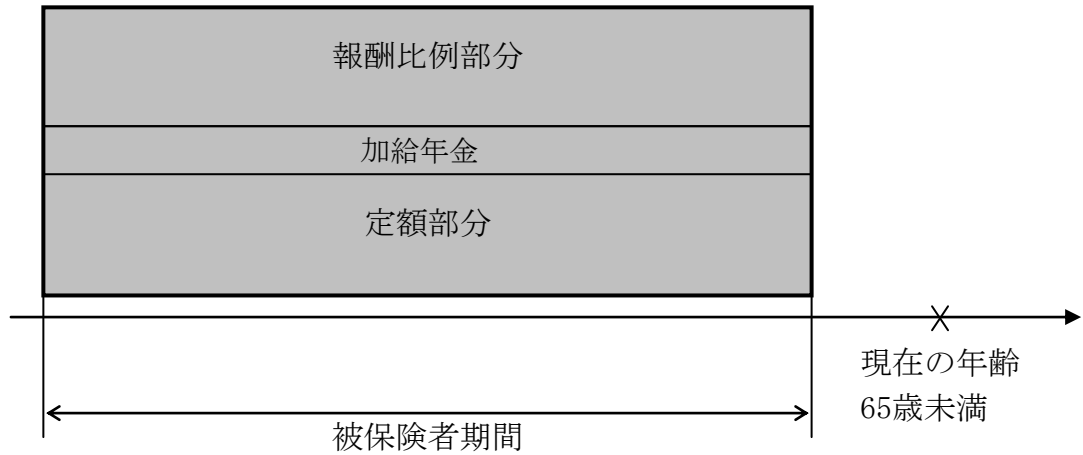 報酬比例部分
加給年金
定額部分
現在の年齢
65歳未満
被保険者期間